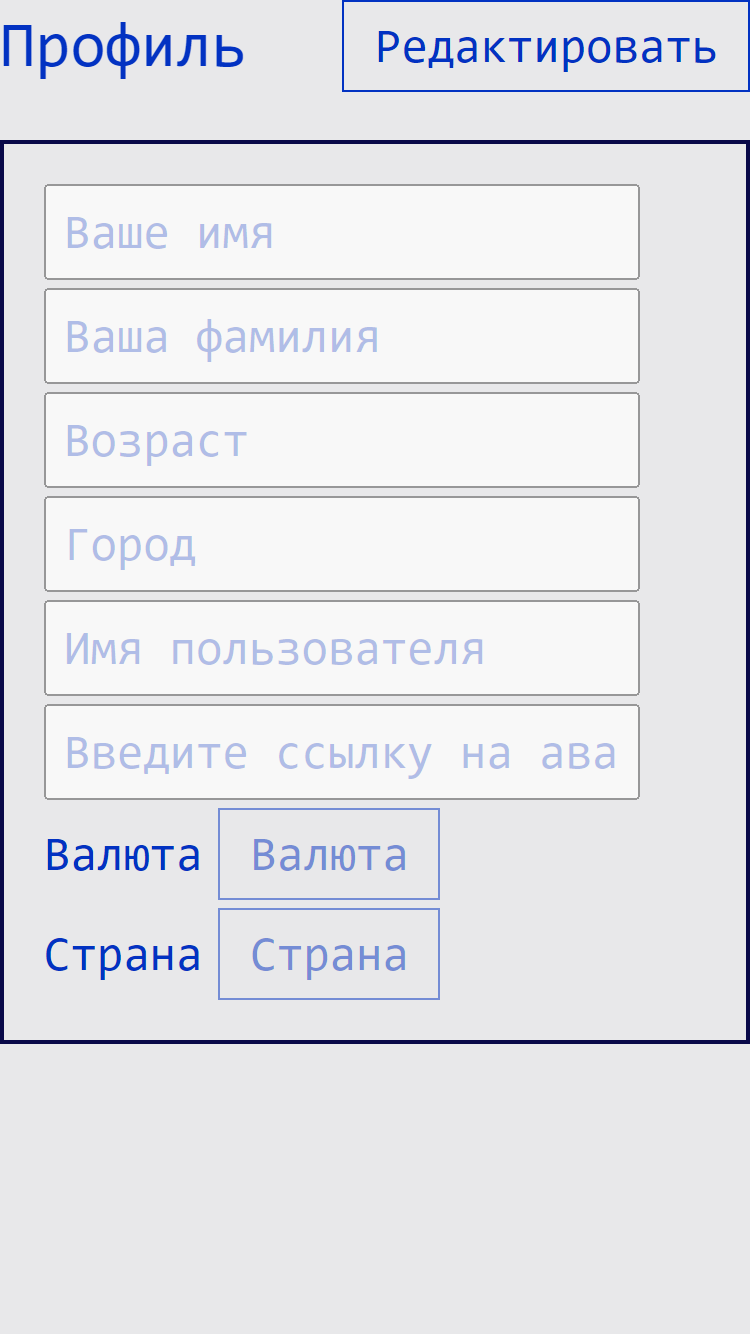 Профиль
Редактировать
Ваше имя
Ваша фамилия
Возраст
Город
Имя пользователя
Введите ссылку на ава
Валюта Валюта
Страна Страна